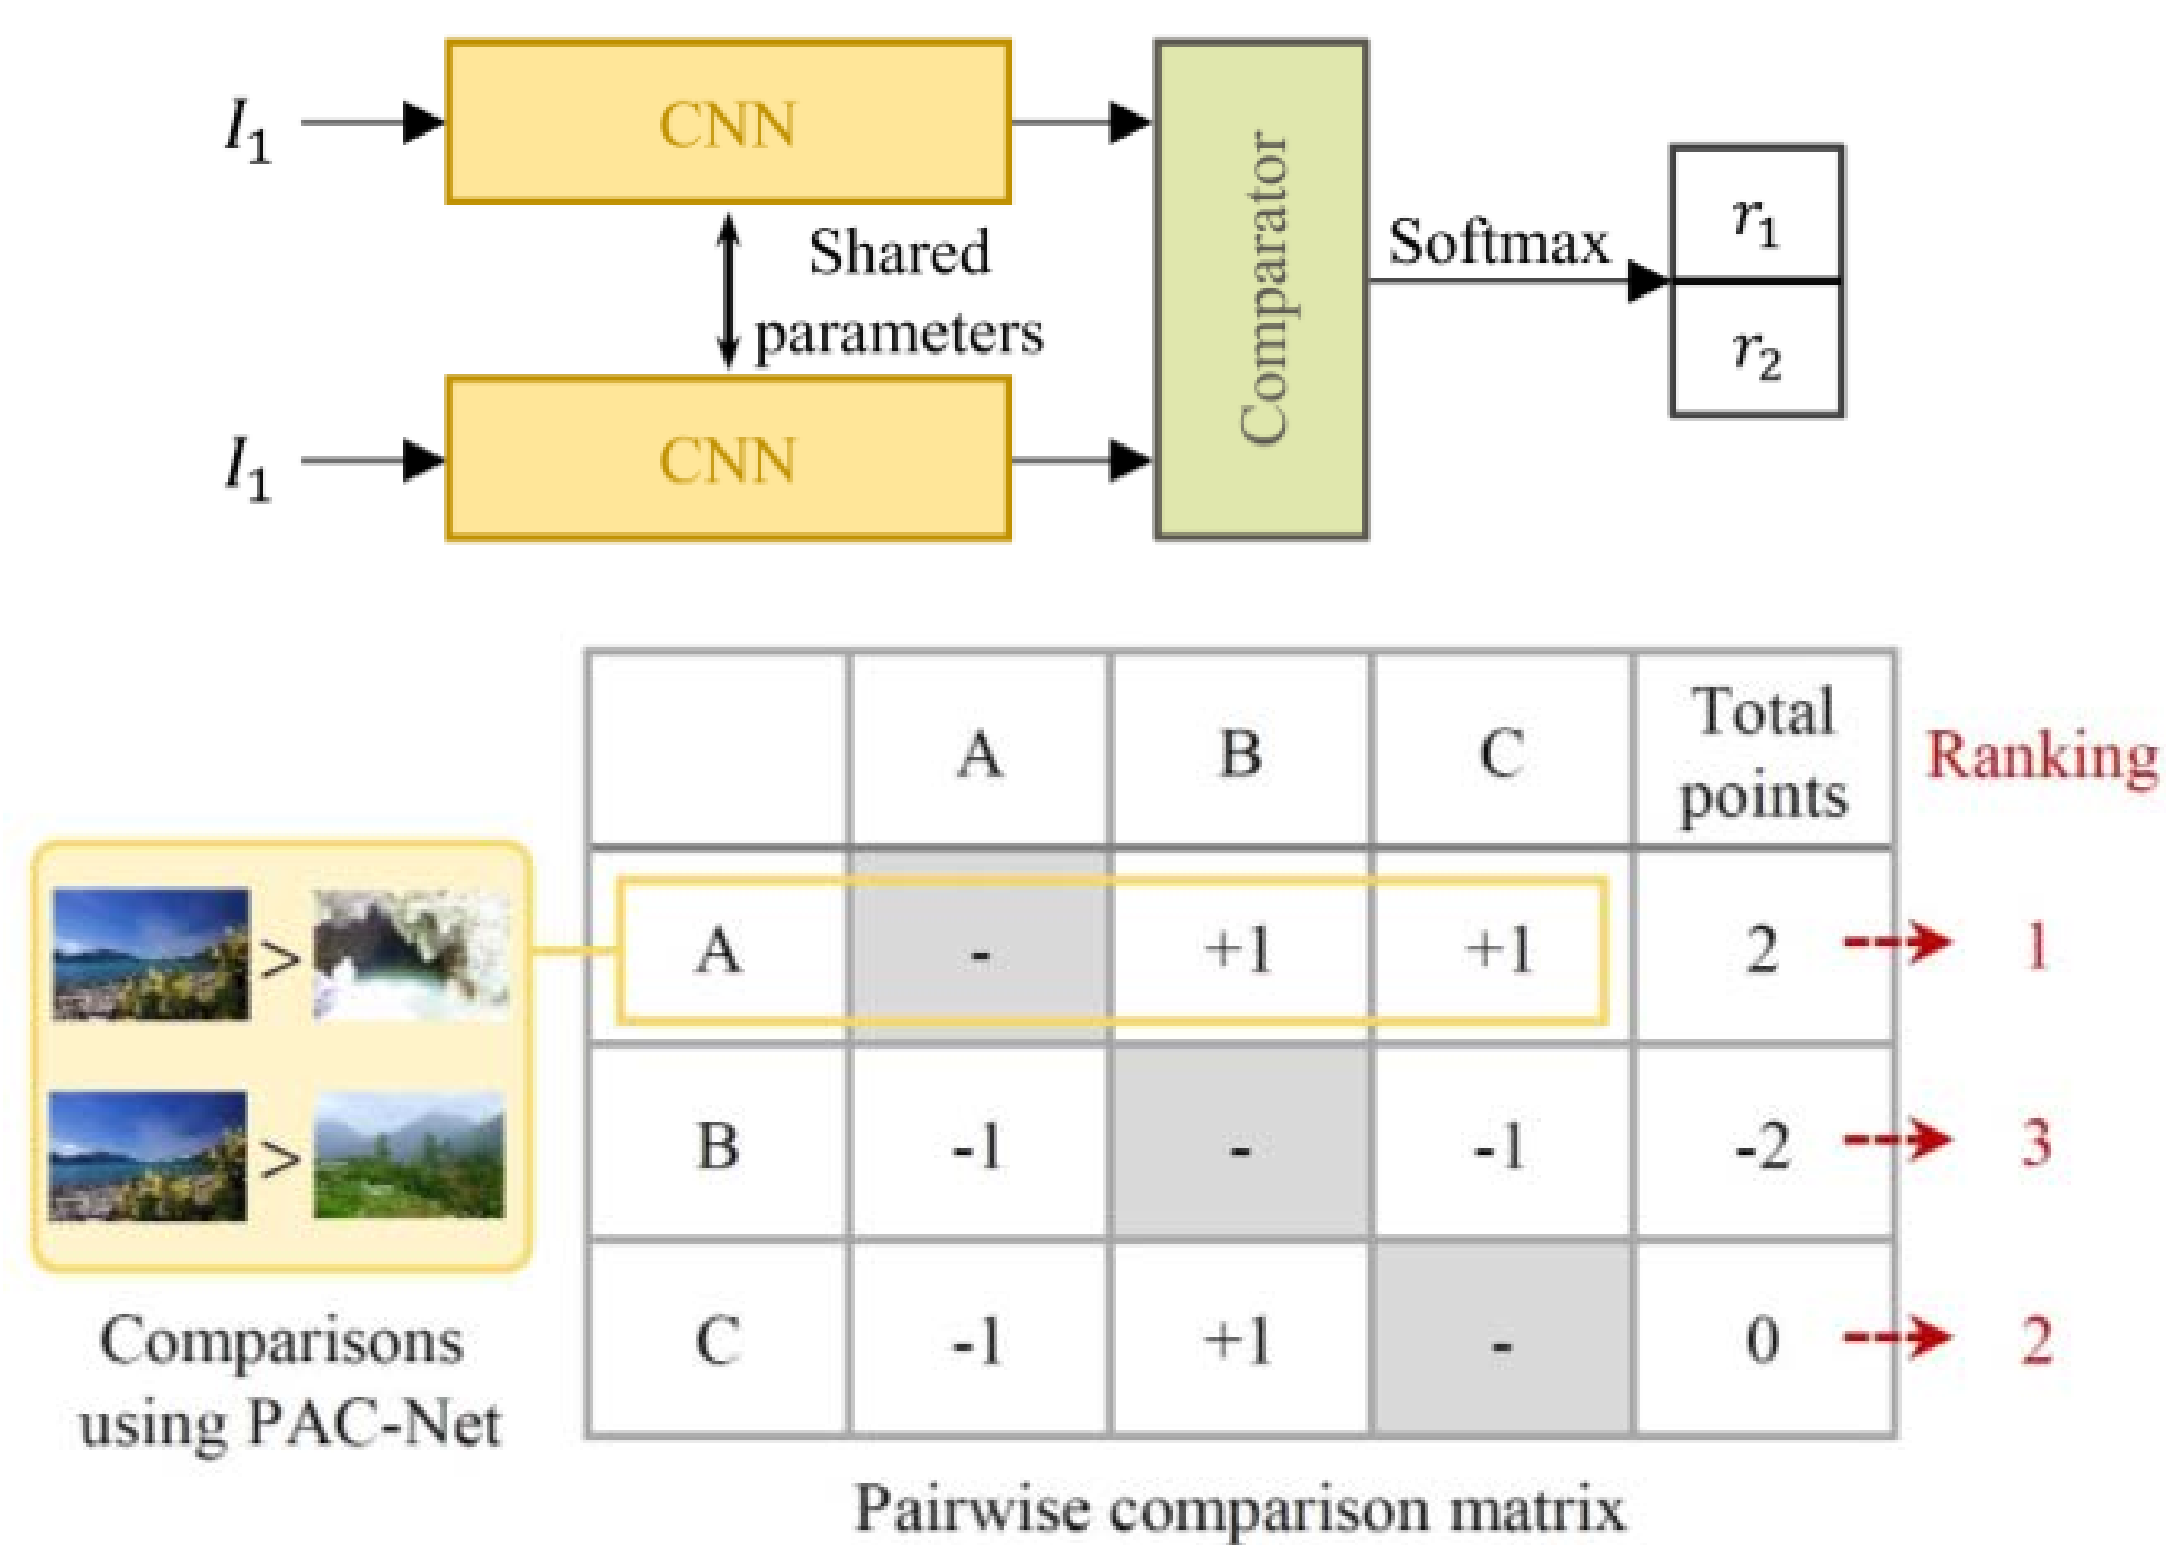 I₁
CNN
Shared
parameters
I₁
CNN
Comparator
Softmax
r₁
r₂
A B C Total points Ranking
> A - +1 +1 2 1
> B -1 - -1 -2 3
C -1 +1 - 0 2
Comparisons
using PAC-Net
Pairwise comparison matrix